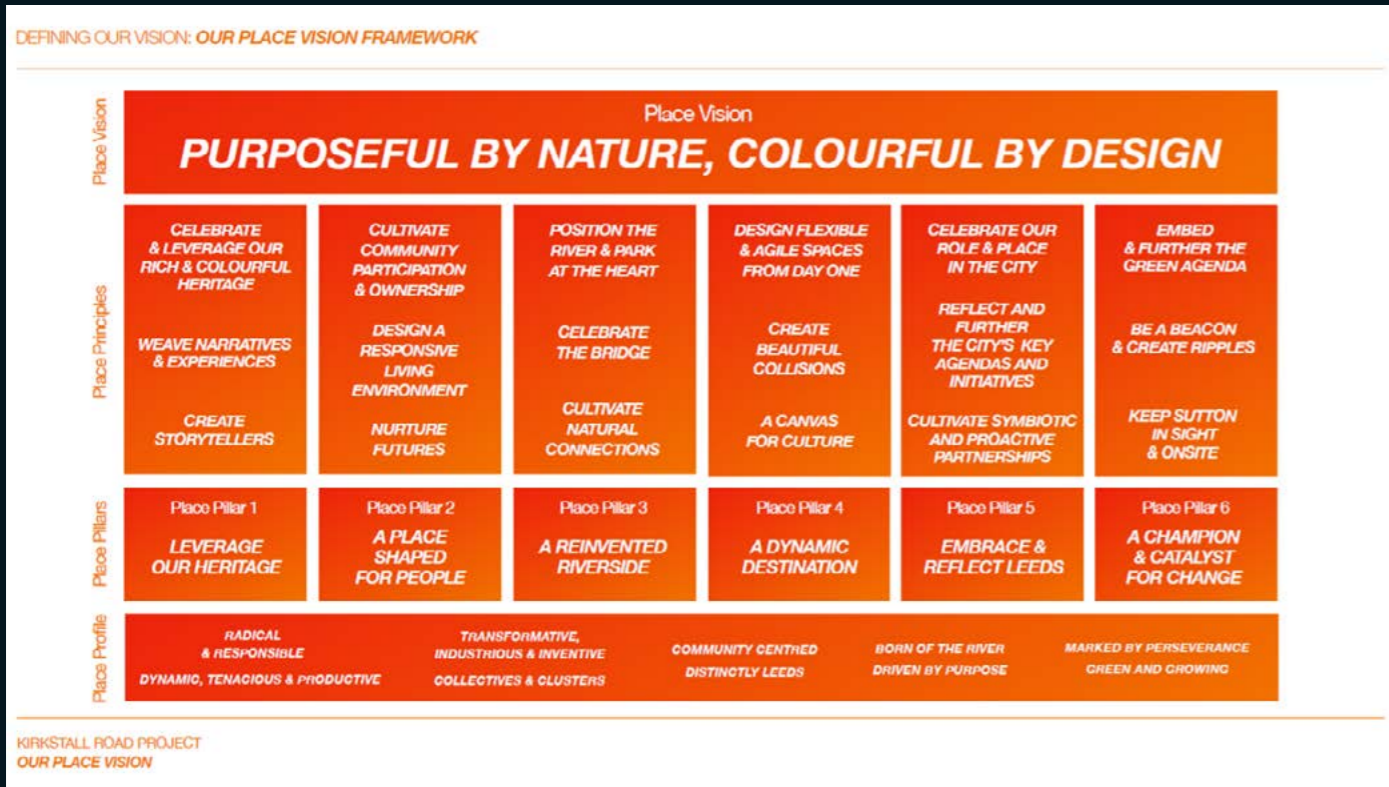 DEFINING OUR VISION: OUR PLACE VISION FRAMEWORK
Place Vision
Place Vision
PURPOSEFUL BY NATURE, COLOURFUL BY DESIGN
Place Principles
CELEBRATE
& LEVERAGE OUR
RICH & COLOURFUL
HERITAGE
WEAVE NARRATIVES
& EXPERIENCES
CREATE
STORYTELLERS
CULTIVATE
COMMUNITY
PARTICIPATION
& OWNERSHIP
DESIGN A
RESPONSIVE
LIVING
ENVIRONMENT
NURTURE
FUTURES
POSITION THE
RIVER & PARK
AT THE HEART
CELEBRATE
THE BRIDGE
CULTIVATE
NATURAL
CONNECTIONS
DESIGN FLEXIBLE
& AGILE SPACES
FROM DAY ONE
CREATE
BEAUTIFUL
COLLISIONS
A CANVAS
FOR CULTURE
CELEBRATE OUR
ROLE & PLACE
IN THE CITY
REFLECT AND
FURTHER
THE CITY'S KEY
AGENDAS AND
INITIATIVES
CULTIVATE SYMBIOTIC
AND PROACTIVE
PARTNERSHIPS
EMBED
& FURTHER THE
GREEN AGENDA
BE A BEACON
& CREATE RIPPLES
KEEP SUTTON
IN SIGHT
& ONSITE
Place Pillars
Place Pillar 1
LEVERAGE
OUR HERITAGE
Place Pillar 2
A PLACE
SHAPED
FOR PEOPLE
Place Pillar 3
A REINVENTED
RIVERSIDE
Place Pillar 4
A DYNAMIC
DESTINATION
Place Pillar 5
EMBRACE &
REFLECT LEEDS
Place Pillar 6
A CHAMPION
& CATALYST
FOR CHANGE
Place Profile
RADICAL
& RESPONSIBLE
DYNAMIC, TENACIOUS & PRODUCTIVE
TRANSFORMATIVE,
INDUSTRIOUS & INVENTIVE
COLLECTIVES & CLUSTERS
COMMUNITY CENTRED
DISTINCTLY LEEDS
BORN OF THE RIVER
DRIVEN BY PURPOSE
MARKED BY PERSEVERANCE
GREEN AND GROWING
KIRKSTALL ROAD PROJECT
OUR PLACE VISION